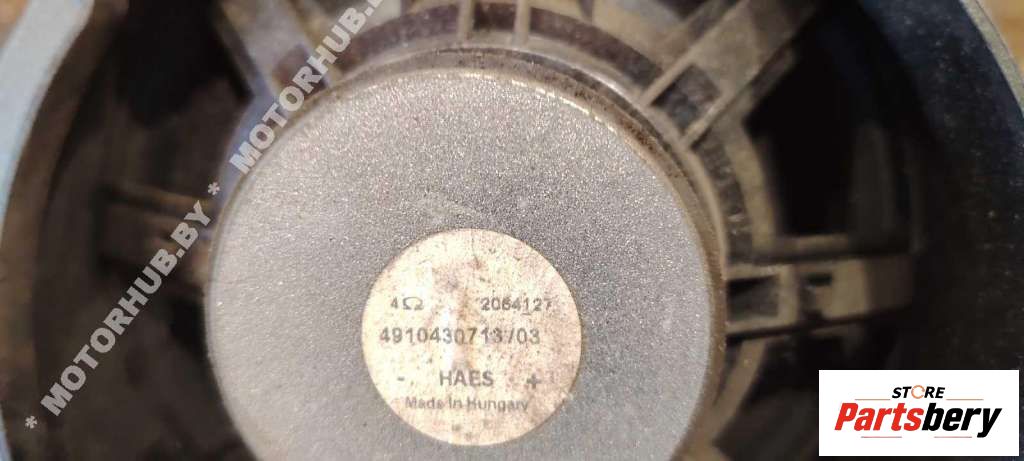 * MOTORHUB.BY * MOTORHUB.BY
4Ω 2064127
4910430713/03
- HAES +
Made In Hungary
STORE
Partsbery